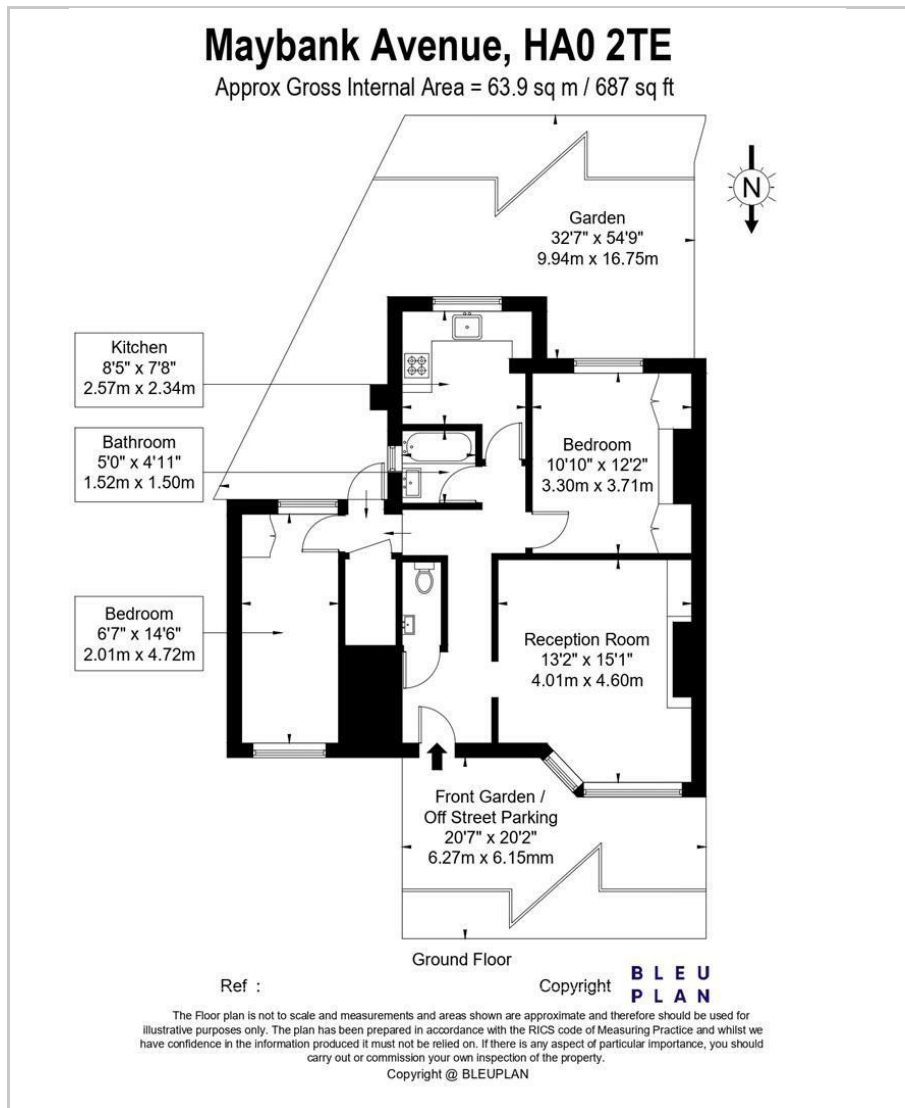 Maybank Avenue, HA0 2TE
Approx Gross Internal Area = 63.9 sq m / 687 sq ft
N
Garden
32'7" x 54'9"
9.94m x 16.75m
Kitchen
8'5" x 7'8"
2.57m x 2.34m
Bathroom
5'0" x 4'11"
1.52m x 1.50m
Bedroom
10'10" x 12'2"
3.30m x 3.71m
Bedroom
6'7" x 14'6"
2.01m x 4.72m
Reception Room
13'2" x 15'1"
4.01m x 4.60m
Front Garden /
Off Street Parking
20'7" x 20'2"
6.27m x 6.15mm
Ground Floor
Ref :
Copyright
BLEU
PLAN
The Floor plan is not to scale and measurements and areas shown are approximate and therefore should be used for
illustrative purposes only. The plan has been prepared in accordance with the RICS code of Measuring Practice and whilst we
have confidence in the information produced it must not be relied on. If there is any aspect of particular importance, you should
carry out or commission your own inspection of the property.
Copyright @ BLEUPLAN